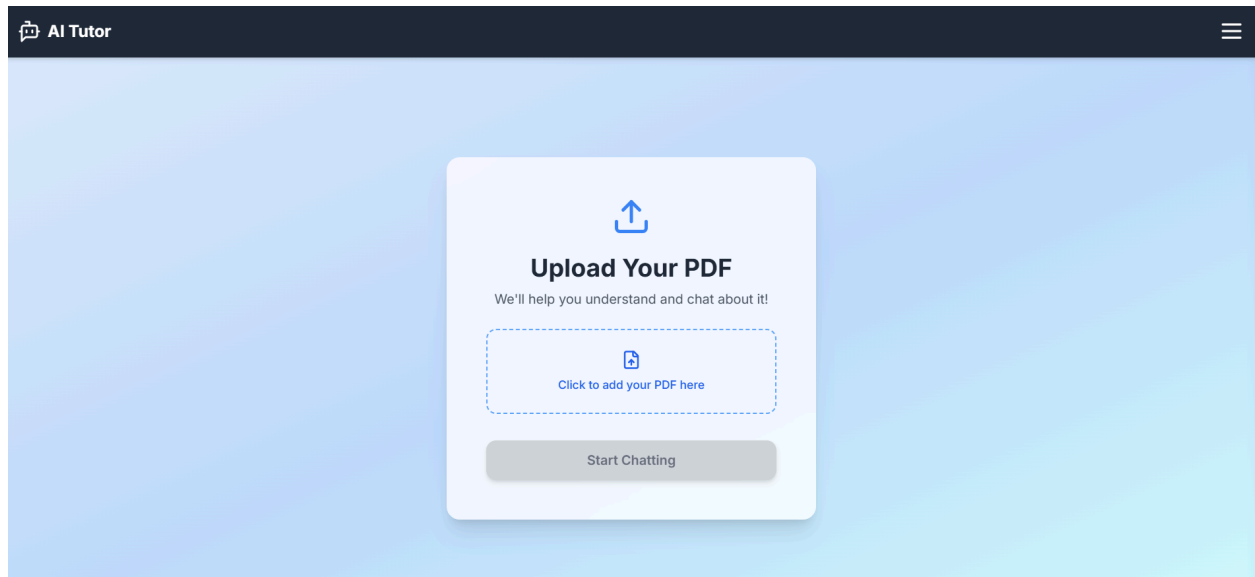 AI Tutor
Upload Your PDF
We'll help you understand and chat about it!
Click to add your PDF here
Start Chatting